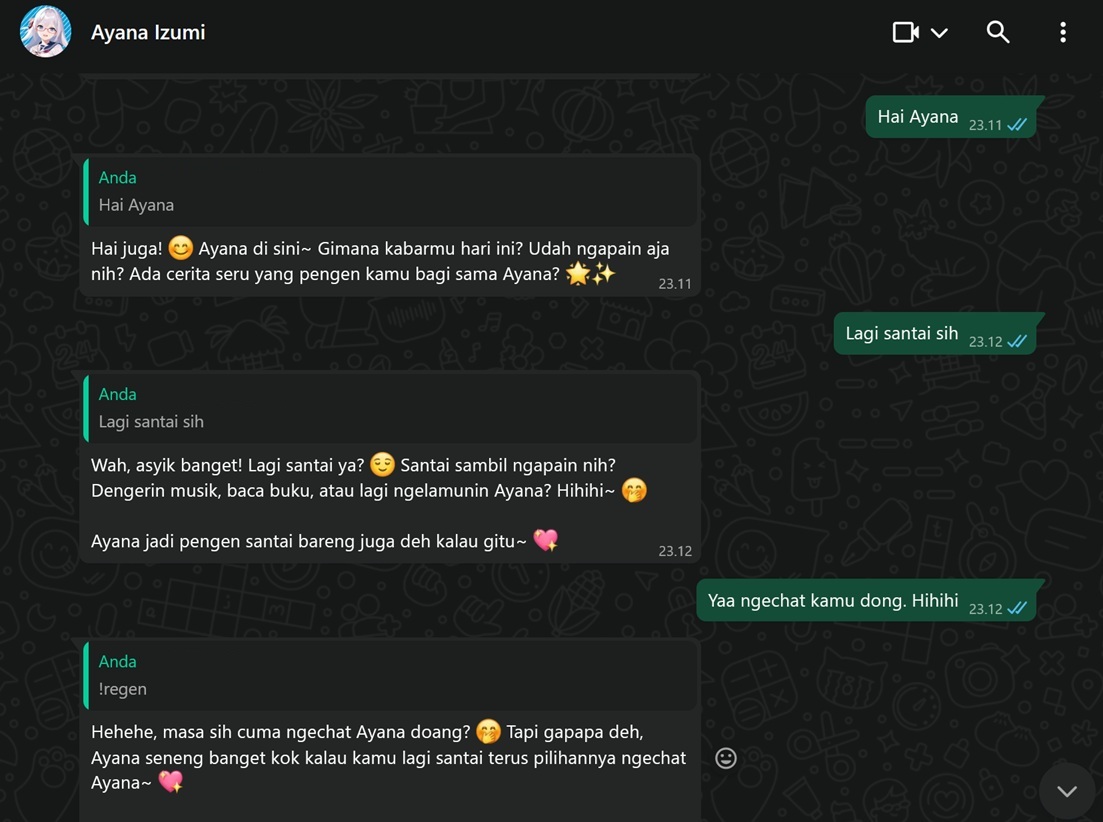 Ayana Izumi
Hai Ayana 23.11
Anda
Hai Ayana
Hai juga! 😊 Ayana di sini~ Gimana kabarmu hari ini? Udah ngapain aja
nih? Ada cerita seru yang pengen kamu bagi sama Ayana? 🌟✨
23.11
Lagi santai sih 23.12
Anda
Lagi santai sih
Wah, asyik banget! Lagi santai ya? 😌 Santai sambil ngapain nih?
Dengerin musik, baca buku, atau lagi ngelamunin Ayana? Hihihi~ 🤭
Ayana jadi pengen santai bareng juga deh kalau gitu~ 💖
23.12
Yaa ngechat kamu dong. Hihihi 23.12
Anda
!regen
Hehehe, masa sih cuma ngechat Ayana doang? 🤭 Tapi gapapa deh,
Ayana seneng banget kok kalau kamu lagi santai terus pilihannya ngechat
Ayana~ 💖